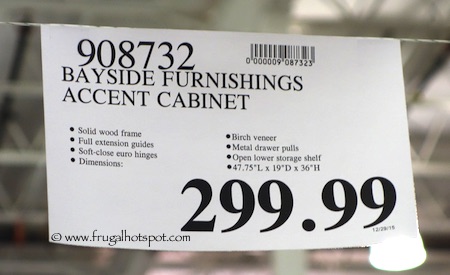 908732
0000009087323
BAYSIDE FURNISHINGS
ACCENT CABINET
• Solid wood frame
• Full extension guides
• Soft-close euro hinges
• Dimensions:
• Birch veneer
• Metal drawer pulls
• Open lower storage shelf
• 47.75"L x 19"D x 36"H
299.99
12/29/15
© www.frugalhotspot.com